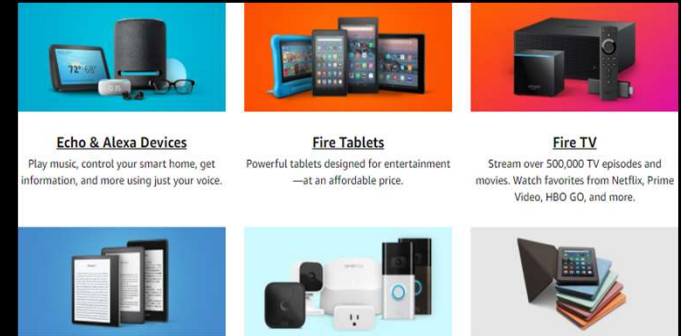 72° 68°
Echo & Alexa Devices
Play music, control your smart home, get
information, and more using just your voice.
Fire Tablets
Powerful tablets designed for entertainment
—at an affordable price.
Fire TV
Stream over 500,000 TV episodes and
movies. Watch favorites from Netflix, Prime
Video, HBO GO, and more.